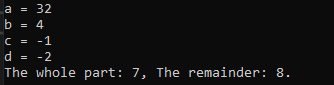 a = 32
b = 4
c = -1
d = -2
The whole part: 7, The remainder: 8.